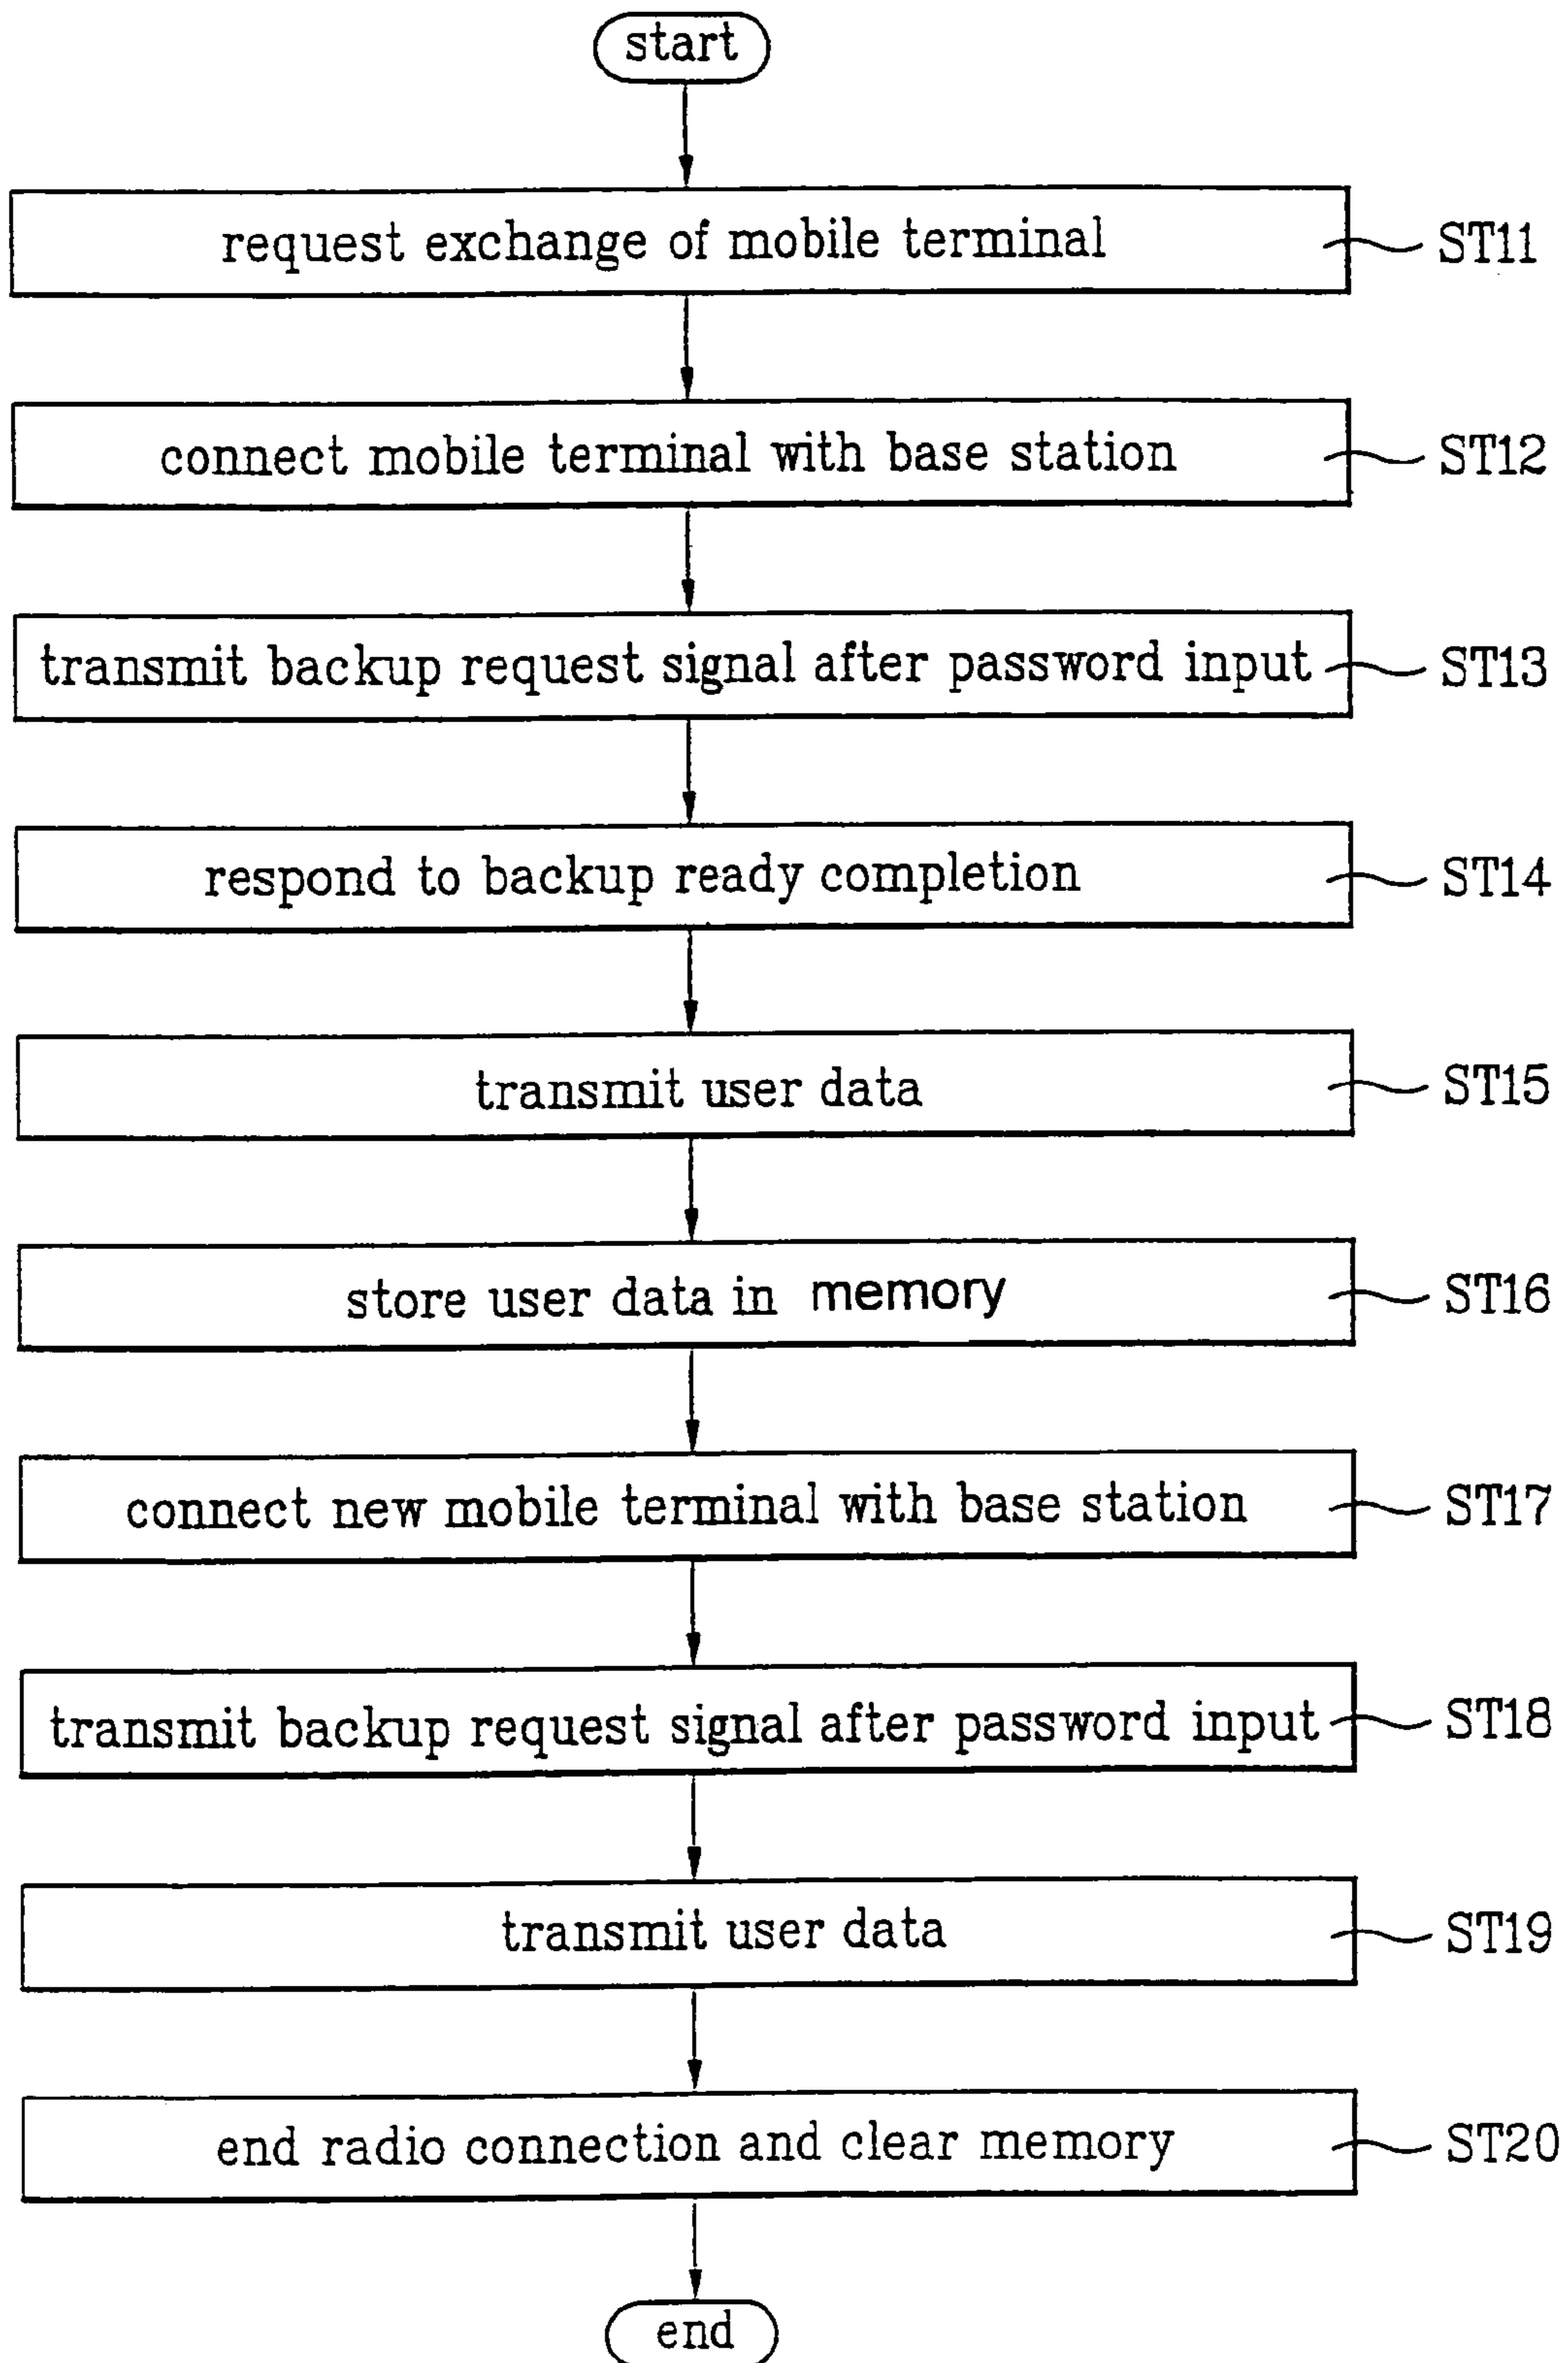 start
request exchange of mobile terminal ST11
connect mobile terminal with base station ST12
transmit backup request signal after password input ST13
respond to backup ready completion ST14
transmit user data ST15
store user data in memory ST16
connect new mobile terminal with base station ST17
transmit backup request signal after password input ST18
transmit user data ST19
end radio connection and clear memory ST20
end